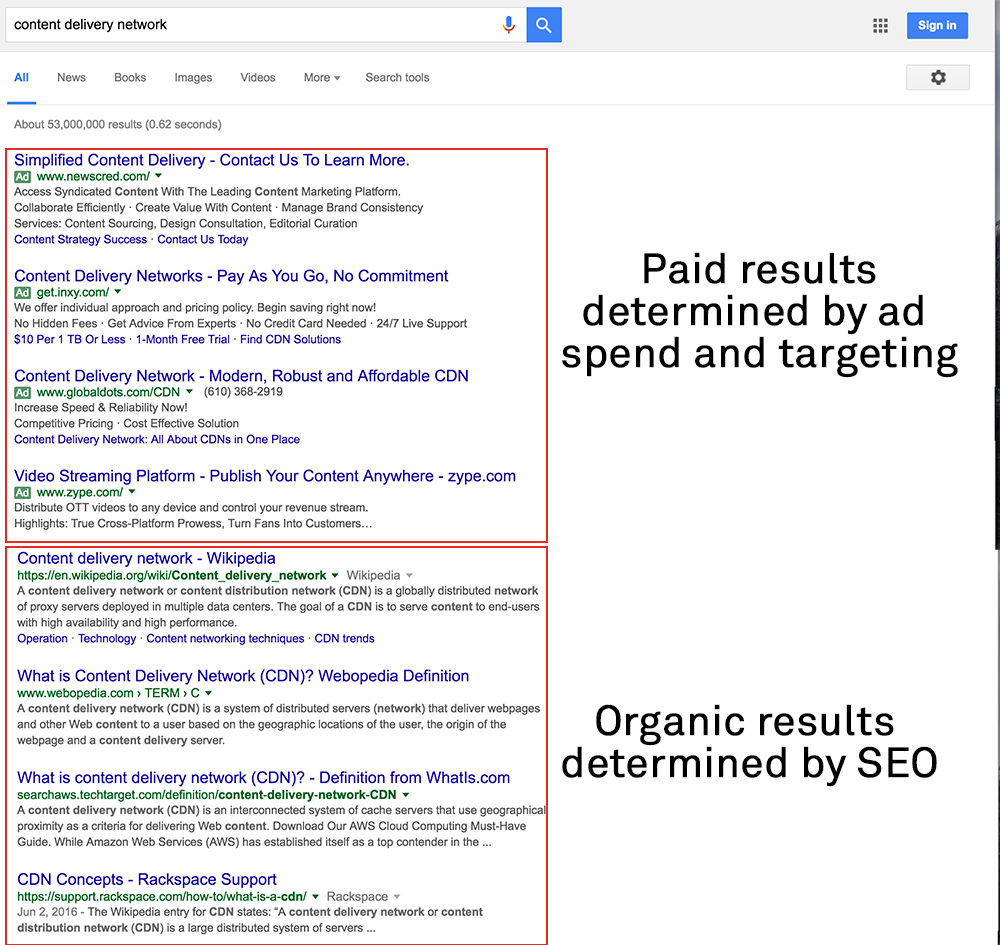 content delivery network
Sign in
All News Books Images Videos More Search tools
About 53,000,000 results (0.62 seconds)
Simplified Content Delivery - Contact Us To Learn More.
Ad www.newscred.com/
Access Syndicated Content With The Leading Content Marketing Platform.
Collaborate Efficiently · Create Value With Content · Manage Brand Consistency
Services: Content Sourcing, Design Consultation, Editorial Curation
Content Strategy Success · Contact Us Today
Content Delivery Networks - Pay As You Go, No Commitment
Ad get.inxy.com/
We offer individual approach and pricing policy. Begin saving right now!
No Hidden Fees · Get Advice From Experts · No Credit Card Needed · 24/7 Live Support
$10 Per 1 TB Or Less · 1-Month Free Trial · Find CDN Solutions
Content Delivery Network - Modern, Robust and Affordable CDN
Ad www.globaldots.com/CDN (610) 368-2919
Increase Speed & Reliability Now!
Competitive Pricing · Cost Effective Solution
Content Delivery Network: All About CDNs in One Place
Video Streaming Platform - Publish Your Content Anywhere - zype.com
Ad www.zype.com/
Distribute OTT videos to any device and control your revenue stream.
Highlights: True Cross-Platform Prowess, Turn Fans Into Customers…
Paid results
determined by ad
spend and targeting
Content delivery network - Wikipedia
https://en.wikipedia.org/wiki/Content_delivery_network Wikipedia
A content delivery network or content distribution network (CDN) is a globally distributed network
of proxy servers deployed in multiple data centers. The goal of a CDN is to serve content to end-users
with high availability and high performance.
Operation · Technology · Content networking techniques · CDN trends
What is Content Delivery Network (CDN)? Webopedia Definition
www.webopedia.com › TERM › C
A content delivery network (CDN) is a system of distributed servers (network) that deliver webpages
and other Web content to a user based on the geographic locations of the user, the origin of the
webpage and a content delivery server.
What is content delivery network (CDN)? - Definition from WhatIs.com
searchaws.techtarget.com/definition/content-delivery-network-CDN
A content delivery network (CDN) is an interconnected system of cache servers that use geographical
proximity as a criteria for delivering Web content. Download Our AWS Cloud Computing Must-Have
Guide. While Amazon Web Services (AWS) has established itself as a top contender in the ...
CDN Concepts - Rackspace Support
https://support.rackspace.com/how-to/what-is-a-cdn/ Rackspace
Jun 2, 2016 - The Wikipedia entry for CDN states: “A content delivery network or content
distribution network (CDN) is a large distributed system of servers ...
Organic results
determined by SEO